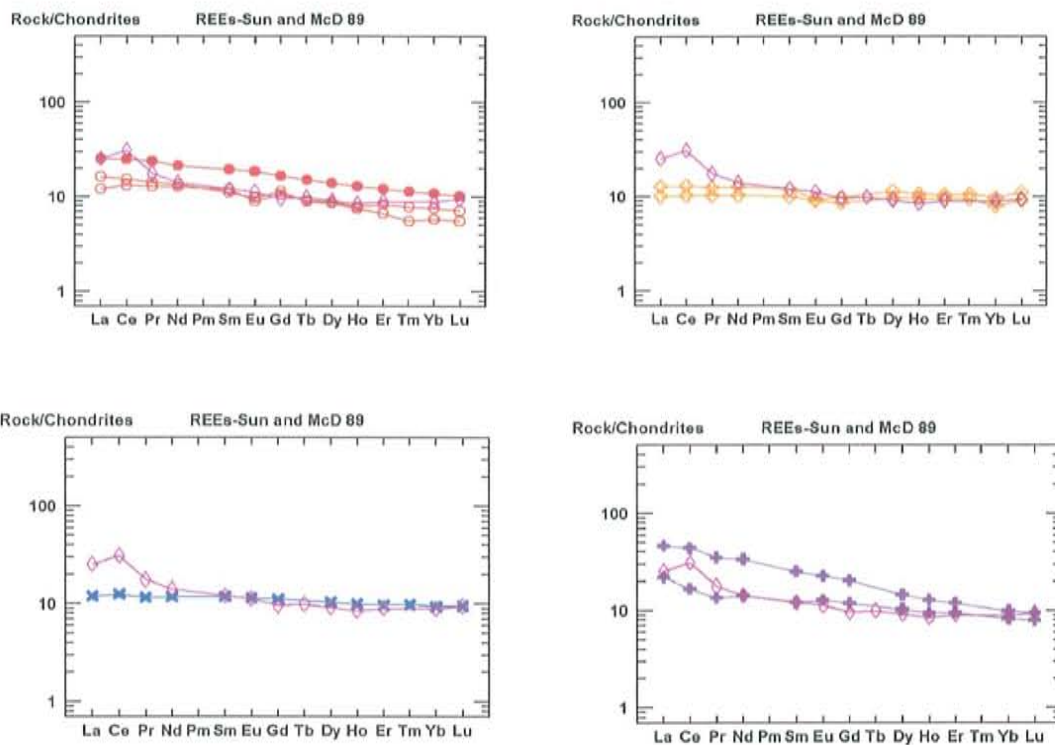 Rock/Chondrites REEs-Sun and McD 89
100
10
1
La Ce Pr Nd Pm Sm Eu Gd Tb Dy Ho Er Tm Yb Lu
Rock/Chondrites REEs-Sun and McD 89
100
10
1
La Ce Pr Nd Pm Sm Eu Gd Tb Dy Ho Er Tm Yb Lu
Rock/Chondrites REEs-Sun and McD 89
100
10
1
La Ce Pr Nd Pm Sm Eu Gd Tb Dy Ho Er Tm Yb Lu
Rock/Chondrites REEs-Sun and McD 89
100
10
1
La Ce Pr Nd Pm Sm Eu Gd Tb Dy Ho Er Tm Yb Lu